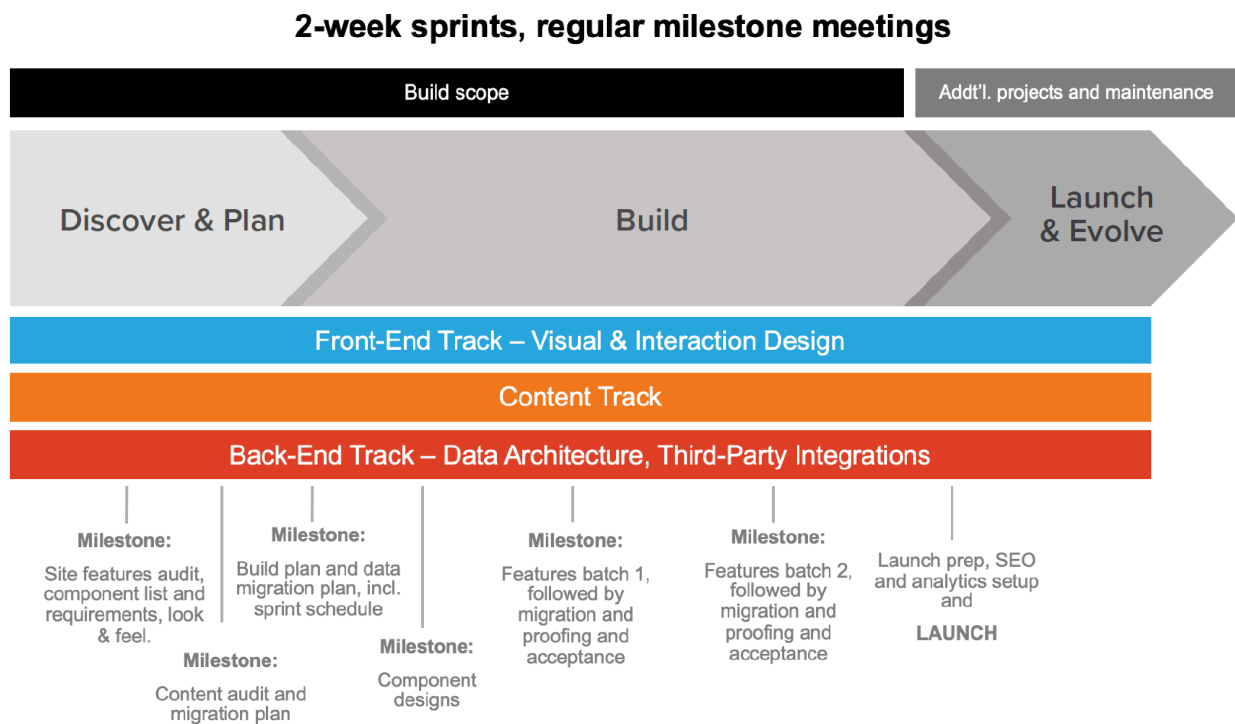 2-week sprints, regular milestone meetings
Build scope
Addt'l. projects and maintenance
Discover & Plan
Build
Launch
& Evolve
Front-End Track – Visual & Interaction Design
Content Track
Back-End Track – Data Architecture, Third-Party Integrations
Milestone:
Site features audit,
component list and
requirements, look
& feel.
Milestone:
Content audit and
migration plan
Milestone:
Build plan and data
migration plan, incl.
sprint schedule
Milestone:
Component
designs
Milestone:
Features batch 1,
followed by
migration and
proofing and
acceptance
Milestone:
Features batch 2,
followed by
migration and
proofing and
acceptance
Launch prep, SEO
and analytics setup
and
LAUNCH